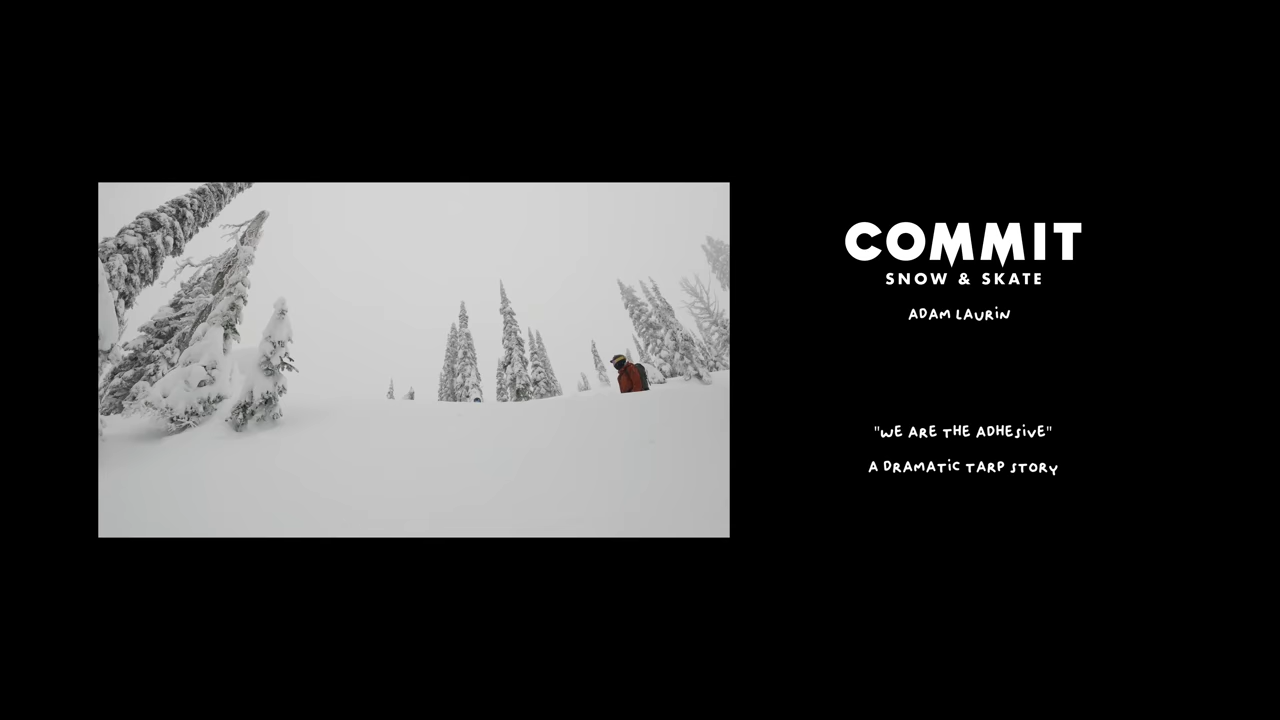 COMMIT
SNOW & SKATE
ADAM LAURIN
"WE ARE THE ADHESIVE"
A DRAMATIC TARP STORY